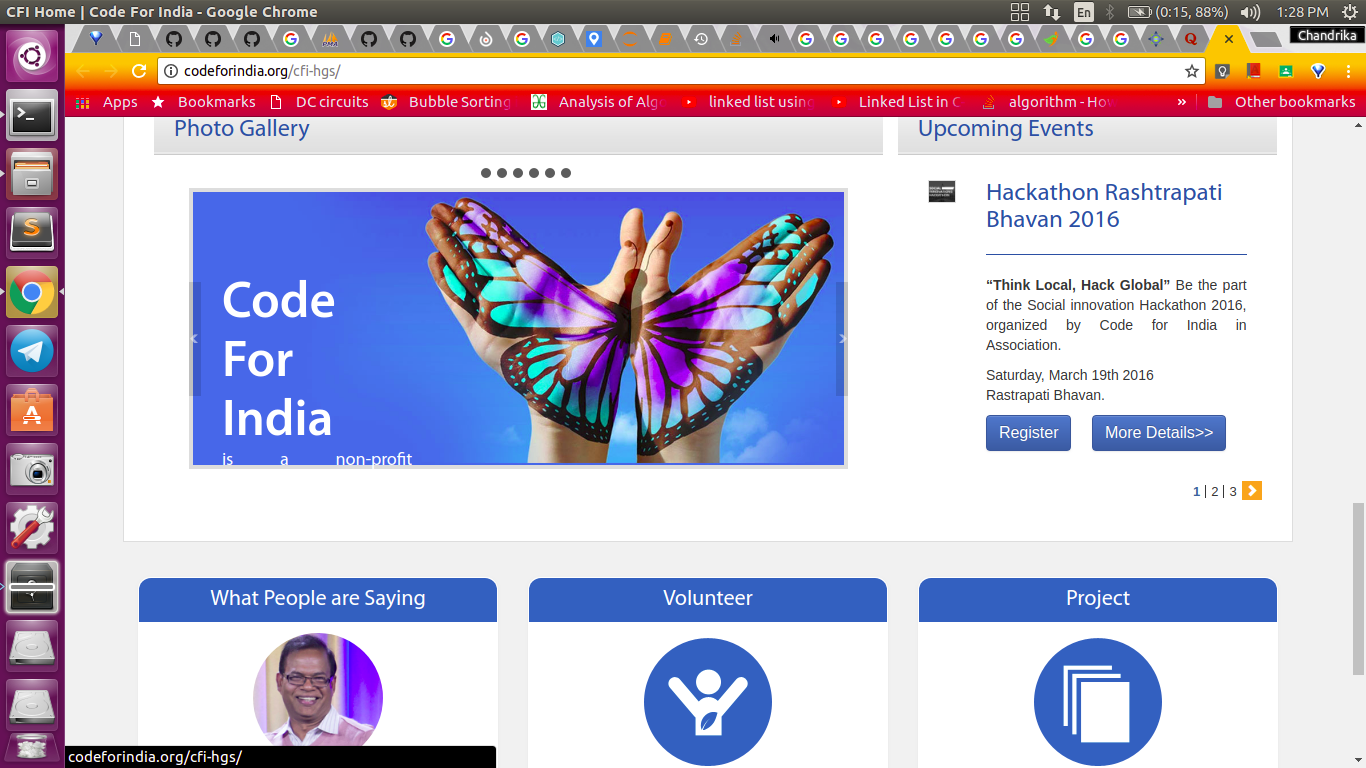 CFI Home | Code For India - Google Chrome
En
(0:15, 88%)
1:28 PM
Chandrika
codeforindia.org/cfi-hgs/
Apps
Bookmarks
DC circuits
Bubble Sorting
Analysis of Algo
linked list using
Linked List in C
algorithm - How
»
Other bookmarks
Photo Gallery
Upcoming Events
Code
For
India
is a non-profit
Hackathon Rashtrapati
Bhavan 2016
“Think Local, Hack Global” Be the part
of the Social innovation Hackathon 2016,
organized by Code for India in
Association.
Saturday, March 19th 2016
Rastrapati Bhavan.
Register
More Details>>
1 | 2 | 3
What People are Saying
Volunteer
Project
codeforindia.org/cfi-hgs/